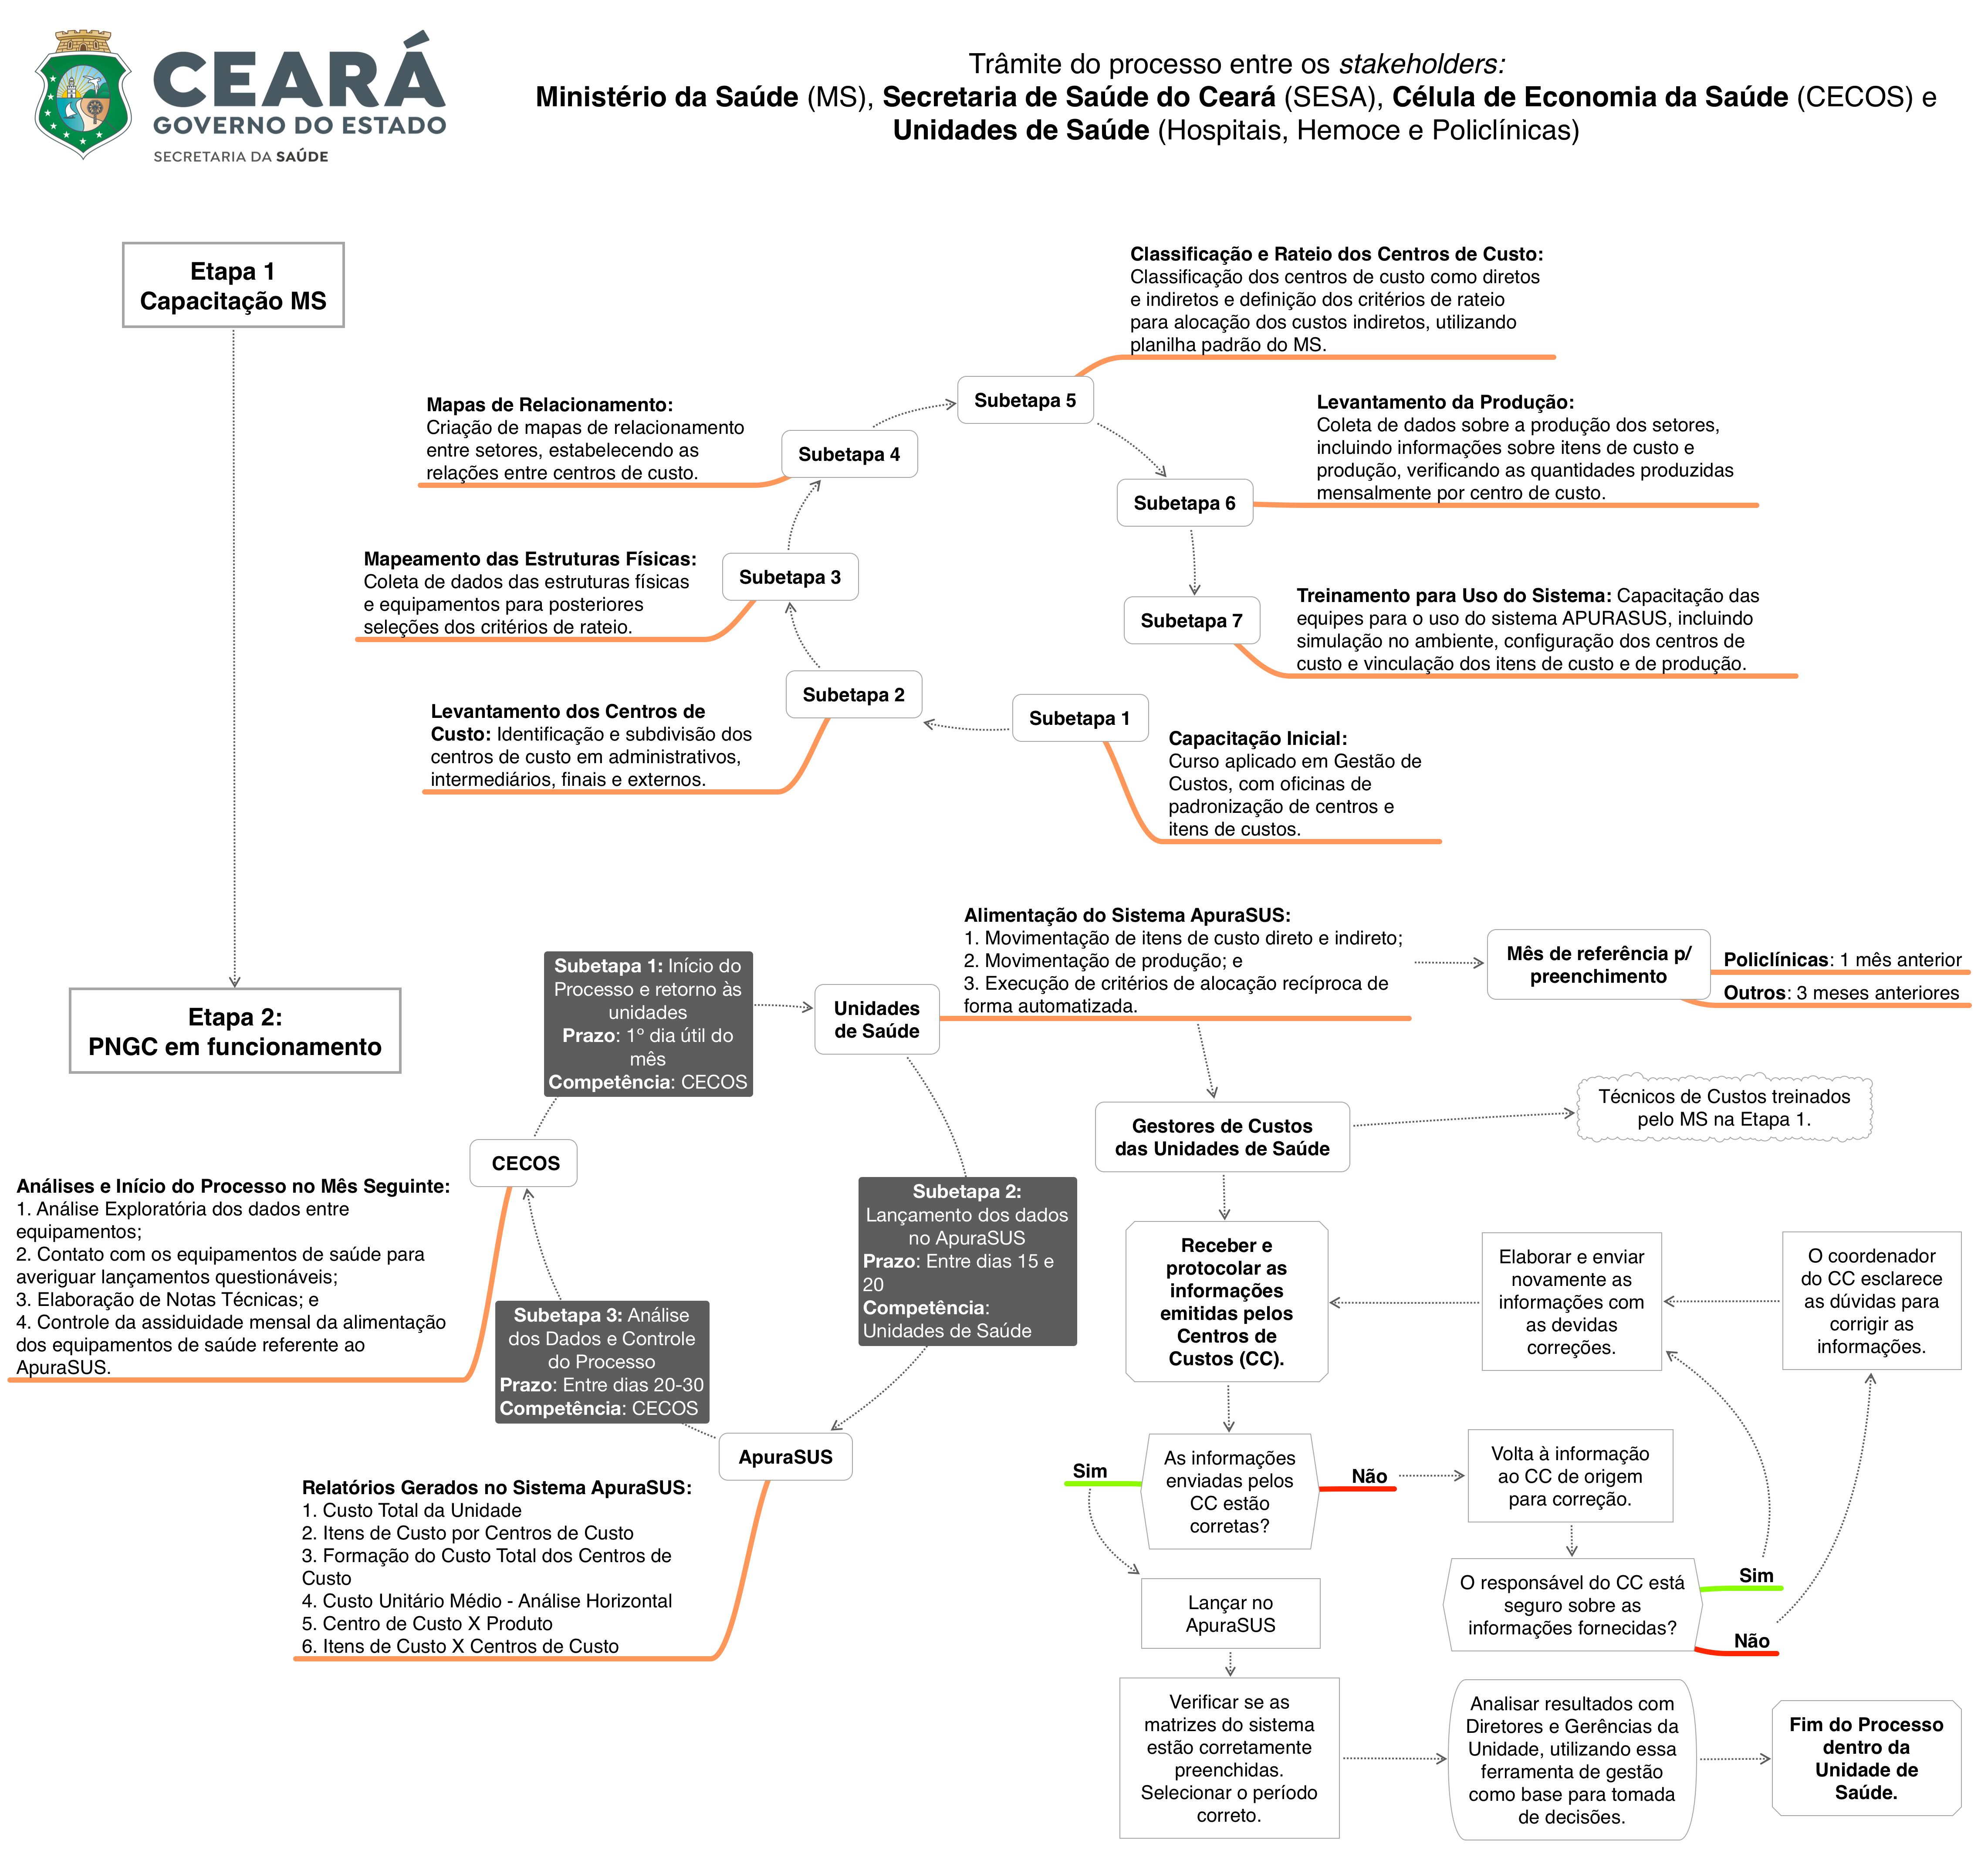 CEARÁ
GOVERNO DO ESTADO
SECRETARIA DA SAÚDE
Trâmite do processo entre os stakeholders:
Ministério da Saúde (MS), Secretaria de Saúde do Ceará (SESA), Célula de Economia da Saúde (CECOS) e
Unidades de Saúde (Hospitais, Hemoce e Policlínicas)
Etapa 1
Capacitação MS
Classificação e Rateio dos Centros de Custo:
Classificação dos centros de custo como diretos
e indiretos e definição dos critérios de rateio
para alocação dos custos indiretos, utilizando
planilha padrão do MS.
Subetapa 5
Mapas de Relacionamento:
Criação de mapas de relacionamento
entre setores, estabelecendo as
relações entre centros de custo.
Subetapa 4
Levantamento da Produção:
Coleta de dados sobre a produção dos setores,
incluindo informações sobre itens de custo e
produção, verificando as quantidades produzidas
mensalmente por centro de custo.
Subetapa 6
Mapeamento das Estruturas Físicas:
Coleta de dados das estruturas físicas
e equipamentos para posteriores
seleções dos critérios de rateio.
Subetapa 3
Subetapa 7
Treinamento para Uso do Sistema: Capacitação das
equipes para o uso do sistema APURASUS, incluindo
simulação no ambiente, configuração dos centros de
custo e vinculação dos itens de custo e de produção.
Levantamento dos Centros de
Custo: Identificação e subdivisão dos
centros de custo em administrativos,
intermediários, finais e externos.
Subetapa 2
Subetapa 1
Capacitação Inicial:
Curso aplicado em Gestão de
Custos, com oficinas de
padronização de centros e
itens de custos.
Etapa 2:
PNGC em funcionamento
Subetapa 1: Início do
Processo e retorno às
unidades
Prazo: 1º dia útil do
mês
Competência: CECOS
Unidades
de Saúde
Alimentação do Sistema ApuraSUS:
1. Movimentação de itens de custo direto e indireto;
2. Movimentação de produção; e
3. Execução de critérios de alocação recíproca de
forma automatizada.
Mês de referência p/
preenchimento
Policlínicas: 1 mês anterior
Outros: 3 meses anteriores
Gestores de Custos
das Unidades de Saúde
Técnicos de Custos treinados
pelo MS na Etapa 1.
CECOS
Análises e Início do Processo no Mês Seguinte:
1. Análise Exploratória dos dados entre
equipamentos;
2. Contato com os equipamentos de saúde para
averiguar lançamentos questionáveis;
3. Elaboração de Notas Técnicas; e
4. Controle da assiduidade mensal da alimentação
dos equipamentos de saúde referente ao
ApuraSUS.
Subetapa 2:
Lançamento dos dados
no ApuraSUS
Prazo: Entre dias 15 e
20
Competência:
Unidades de Saúde
Subetapa 3: Análise
dos Dados e Controle
do Processo
Prazo: Entre dias 20-30
Competência: CECOS
ApuraSUS
Relatórios Gerados no Sistema ApuraSUS:
1. Custo Total da Unidade
2. Itens de Custo por Centros de Custo
3. Formação do Custo Total dos Centros de
Custo
4. Custo Unitário Médio - Análise Horizontal
5. Centro de Custo X Produto
6. Itens de Custo X Centros de Custo
Receber e
protocolar as
informações
emitidas pelos
Centros de
Custos (CC).
Elaborar e enviar
novamente as
informações com
as devidas
correções.
O coordenador
do CC esclarece
as dúvidas para
corrigir as
informações.
Sim
As informações
enviadas pelos
CC estão
corretas?
Não
Volta à informação
ao CC de origem
para correção.
O responsável do CC está
seguro sobre as
informações fornecidas?
Sim
Não
Lançar no
ApuraSUS
Verificar se as
matrizes do sistema
estão corretamente
preenchidas.
Selecionar o período
correto.
Analisar resultados com
Diretores e Gerências da
Unidade, utilizando essa
ferramenta de gestão
como base para tomada
de decisões.
Fim do Processo
dentro da
Unidade de
Saúde.